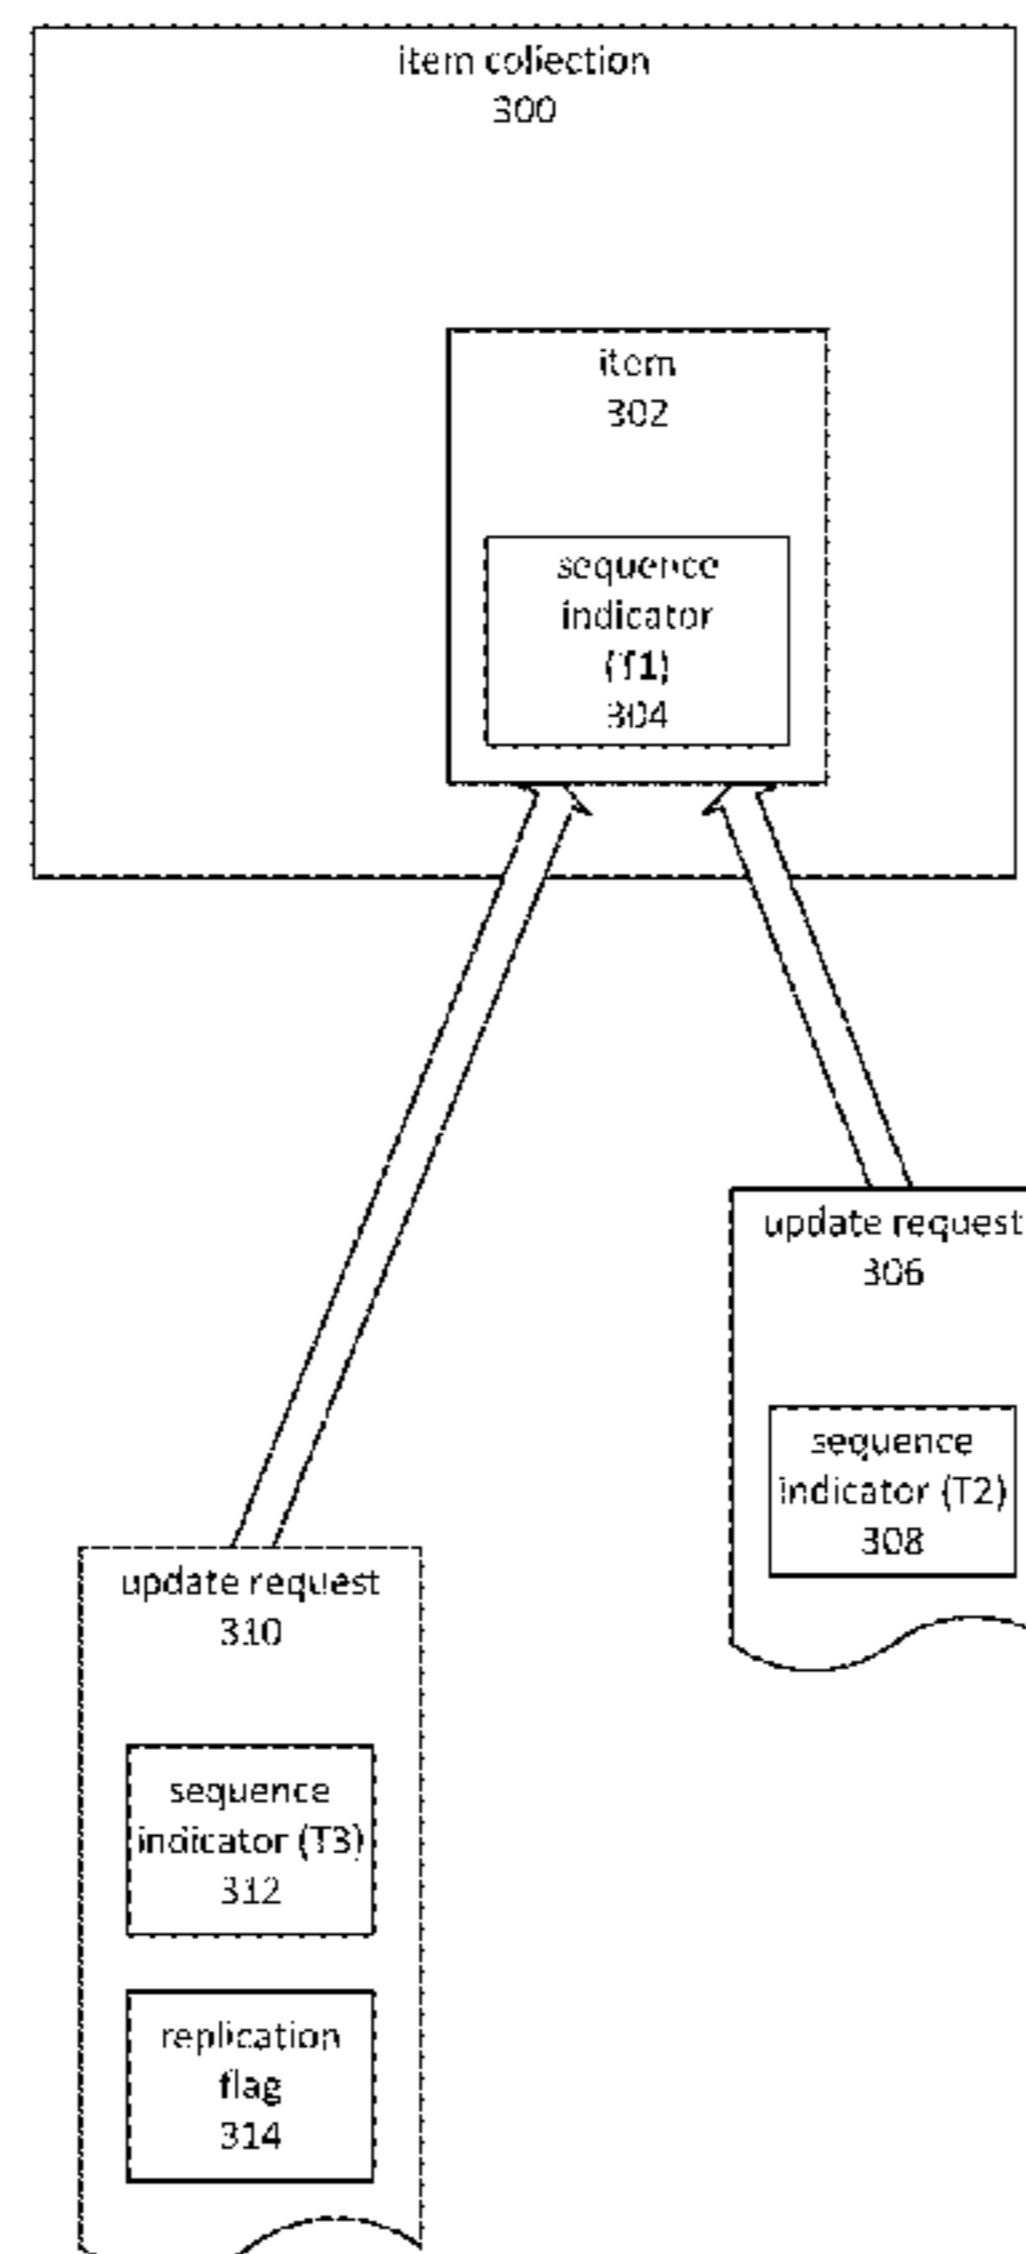 item collection
300
item
302
sequence
indicator
(T1)
304
update request
306
sequence
indicator (T2)
308
update request
310
sequence
indicator (T3)
312
replication
flag
314